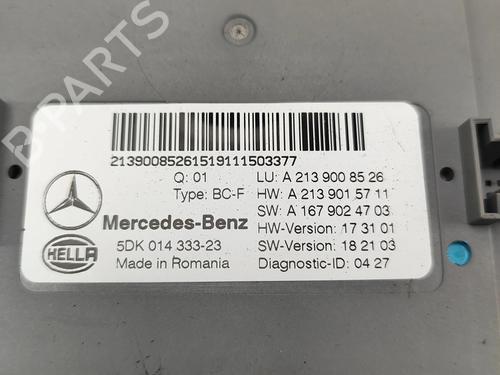 21390085261519111503377
Q: 01 LU: A 213 900 85 26
Type: BC-F HW: A 213 901 57 11
SW: A 167 902 47 03
Mercedes-Benz HW-Version: 17 31 01
5DK 014 333-23 SW-Version: 18 21 03
HELLA Made in Romania Diagnostic-ID: 04 27
B-PARTS